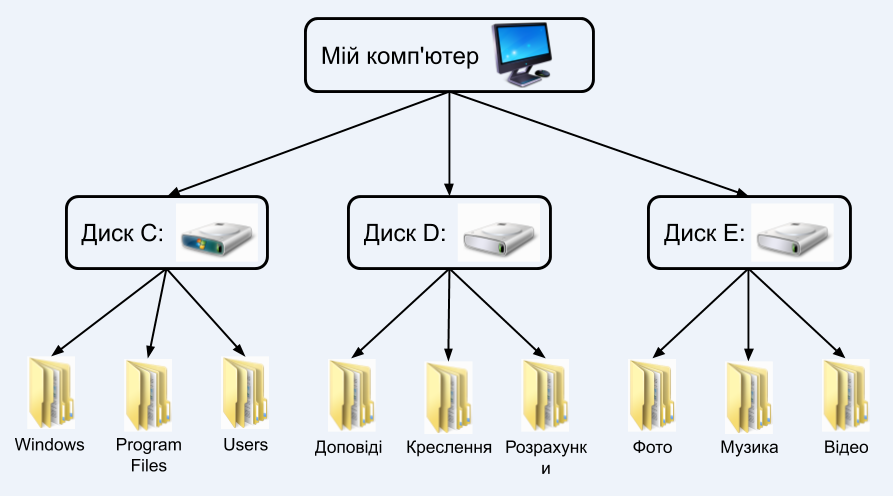 Мій комп'ютер
Диск C:
Диск D:
Диск E:
Windows
Program
Files
Users
Доповіді
Креслення
Розрахунк
и
Фото
Музика
Відео